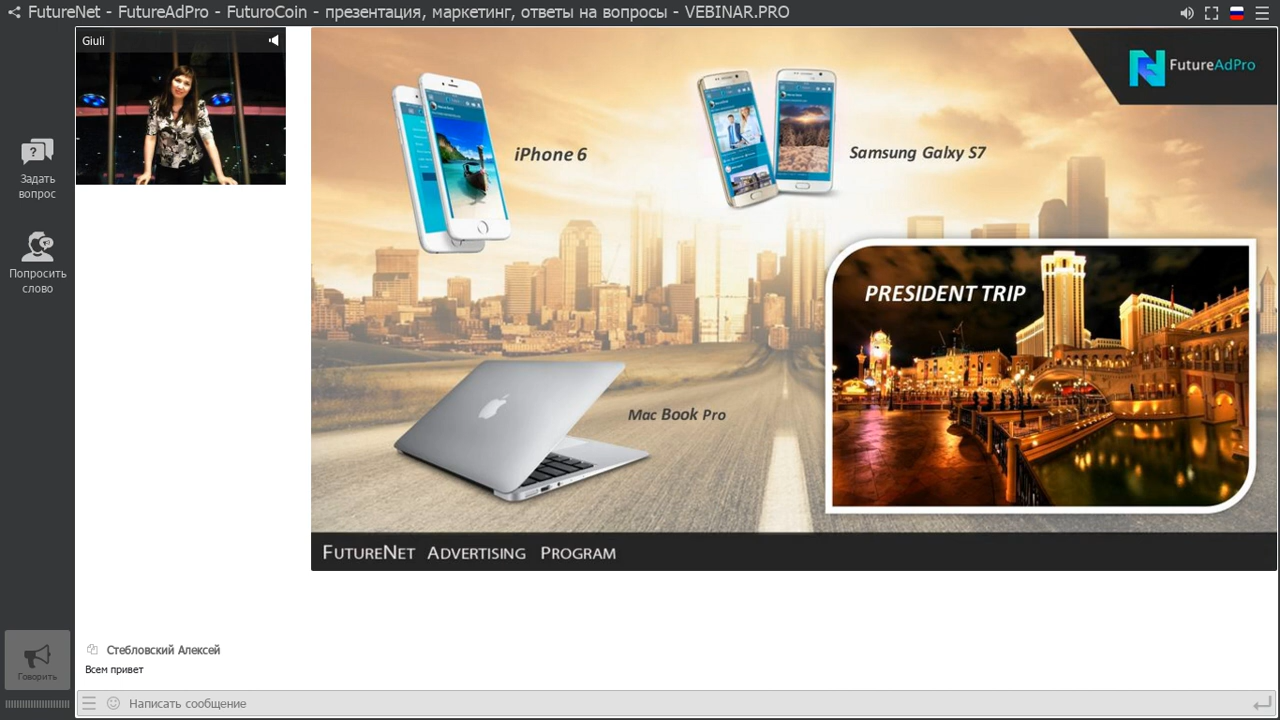 FutureNet - FutureAdPro - FuturoCoin - презентация, маркетинг, ответы на вопросы - VEBINAR.PRO
Giuli
Задать
вопрос
Попросить
слово
Говорить
FutureAdPro
iPhone 6
Samsung Galxy S7
PRESIDENT TRIP
Mac Book Pro
FUTURENET ADVERTISING PROGRAM
Стебловский Алексей
Всем привет
Написать сообщение